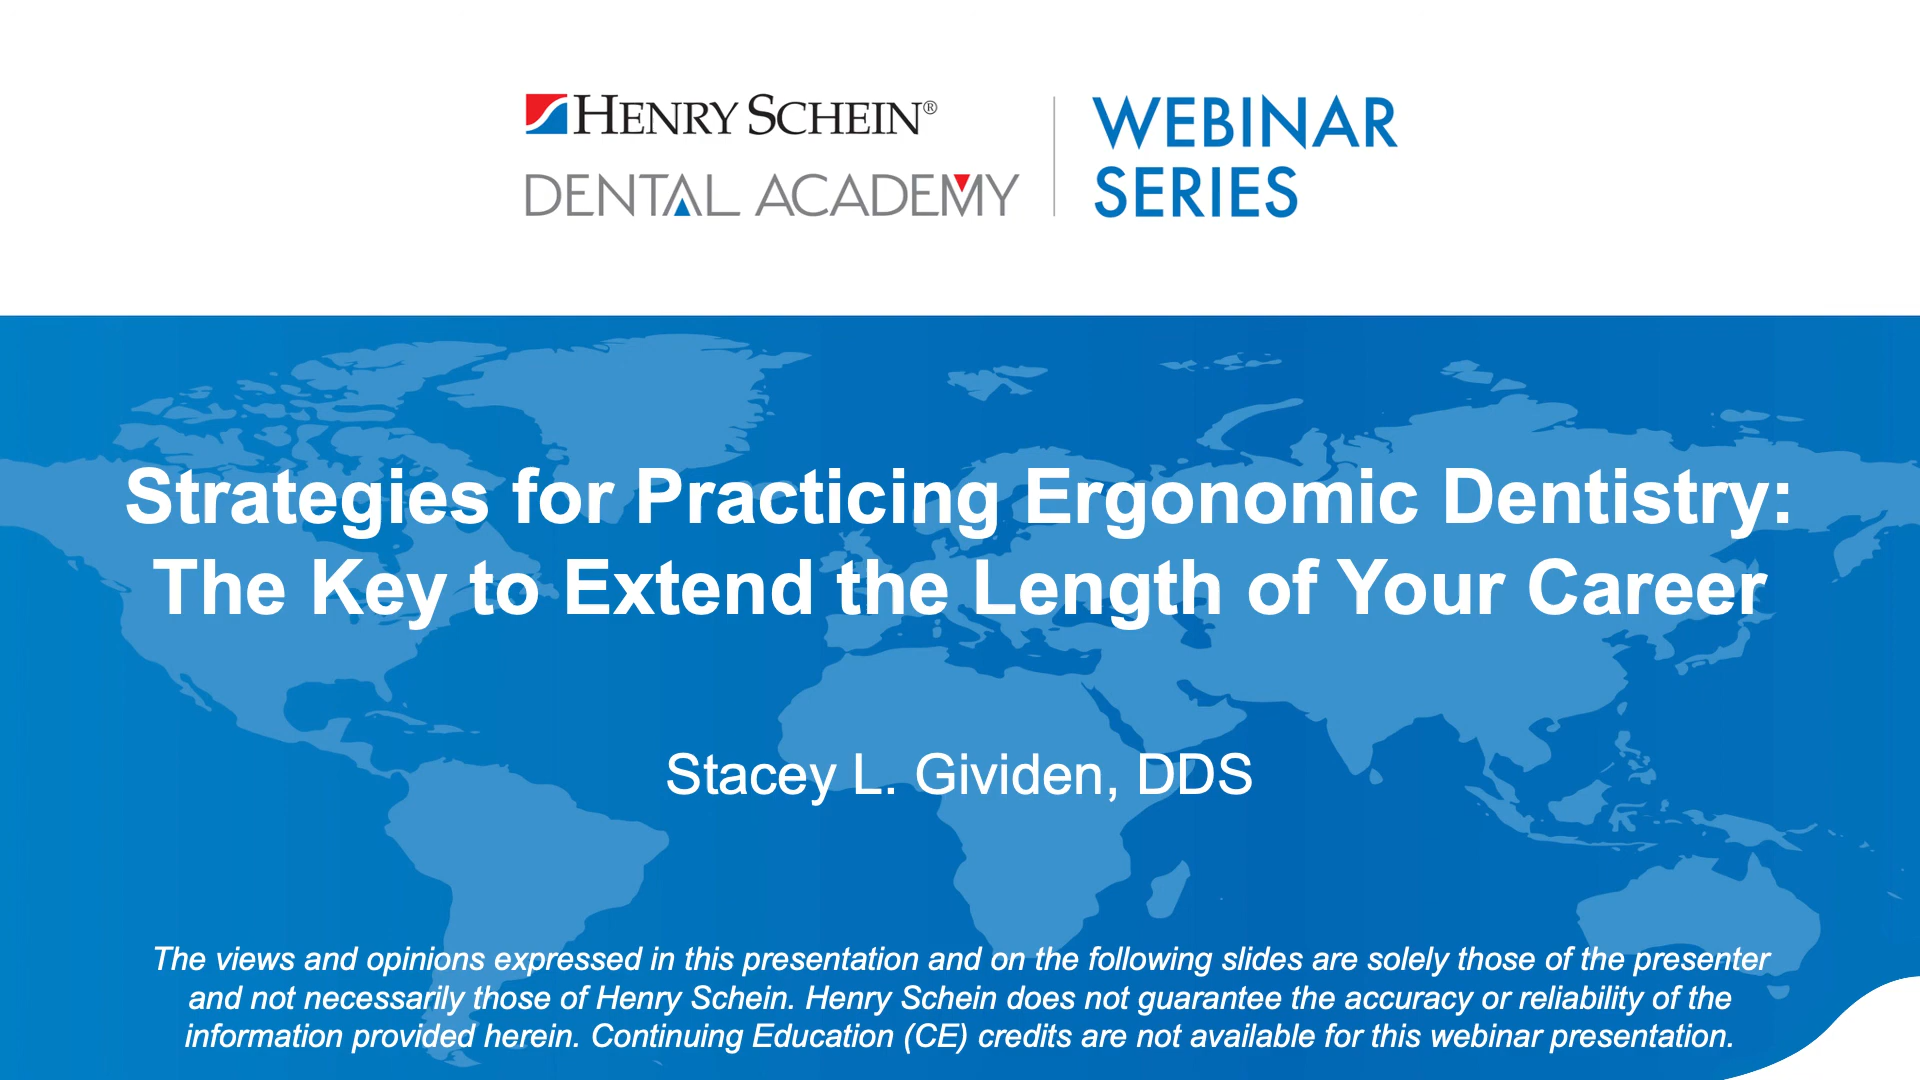 HENRY SCHEIN®
DENTAL ACADEMY
WEBINAR
SERIES
Strategies for Practicing Ergonomic Dentistry:
The Key to Extend the Length of Your Career
Stacey L. Gividen, DDS
The views and opinions expressed in this presentation and on the following slides are solely those of the presenter
and not necessarily those of Henry Schein. Henry Schein does not guarantee the accuracy or reliability of the
information provided herein. Continuing Education (CE) credits are not available for this webinar presentation.